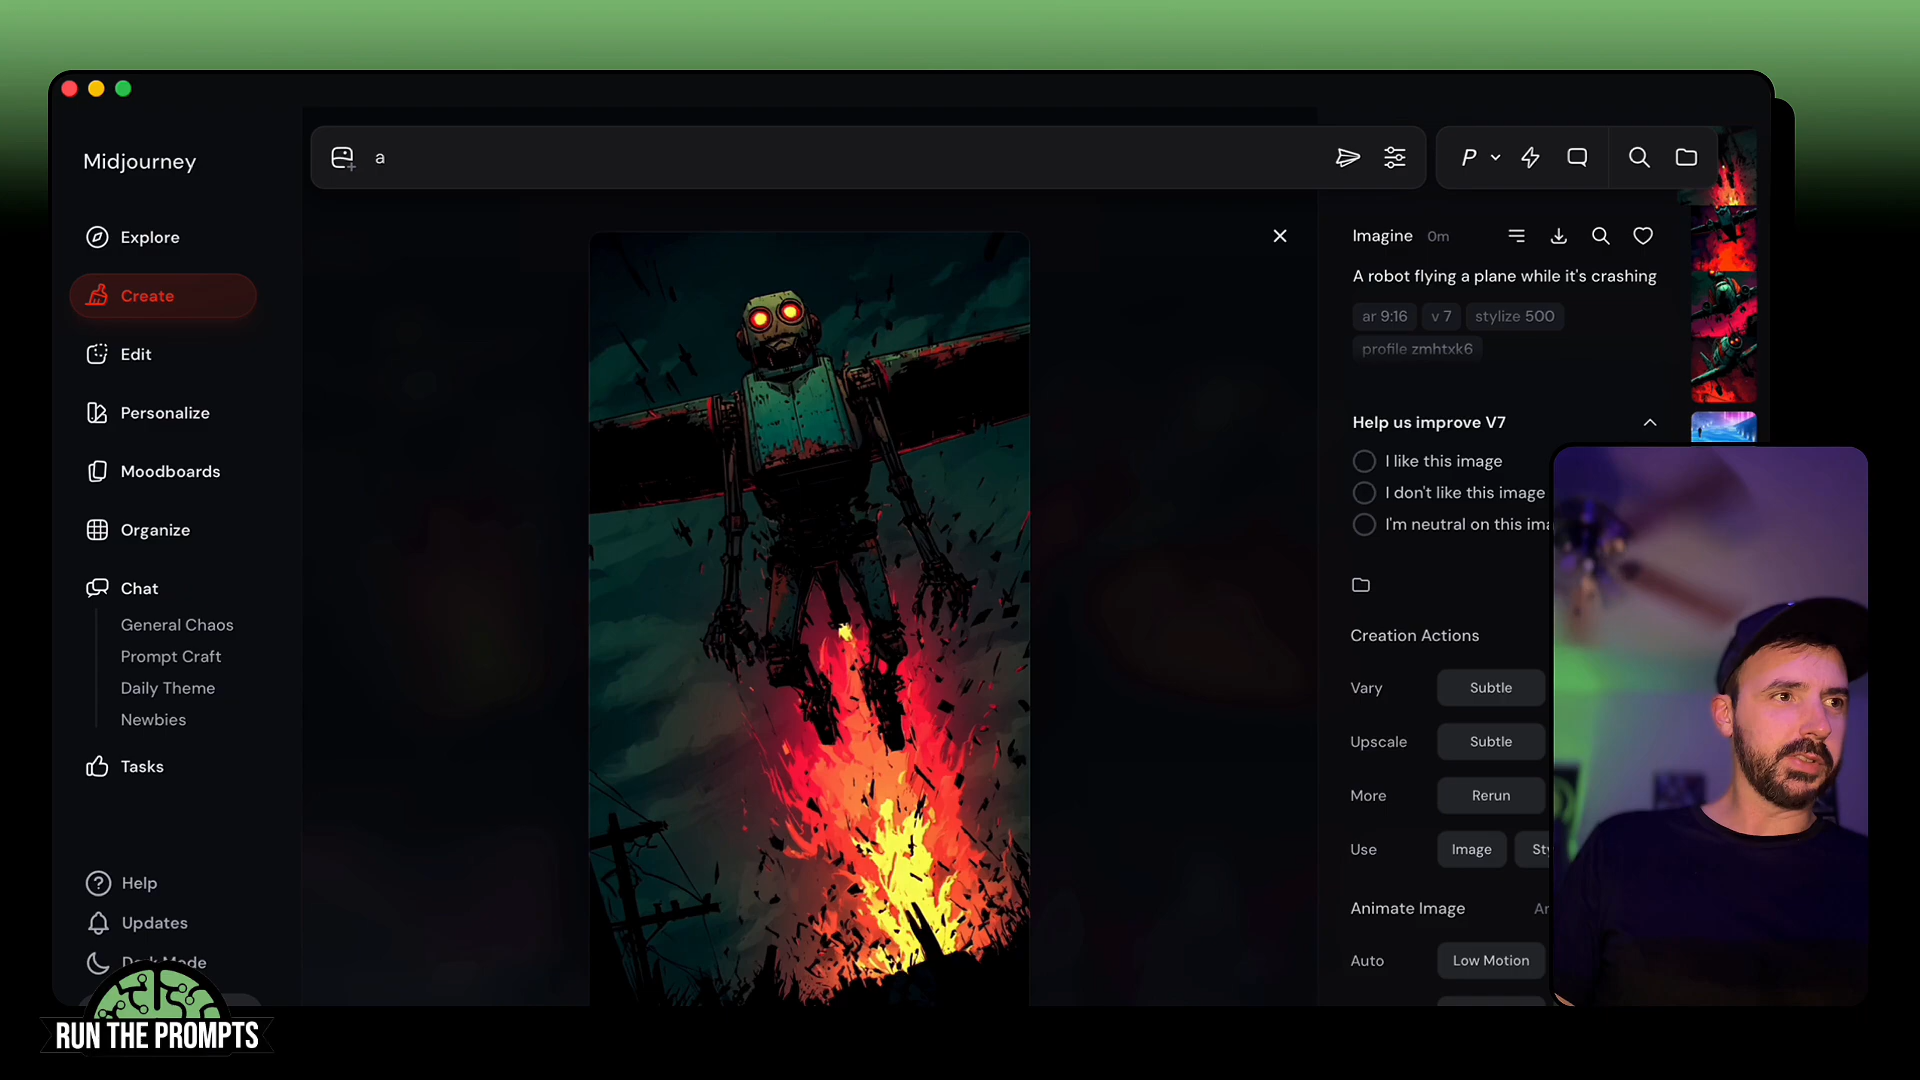 Midjourney
a
P
Explore
Create
Edit
Personalize
Moodboards
Organize
Chat
General Chaos
Prompt Craft
Daily Theme
Newbies
Tasks
Help
Updates
Dark Mode
RUN THE PROMPTS
Imagine 0m
A robot flying a plane while it's crashing
ar 9:16 v 7 stylize 500
profile zmhtxk6
Help us improve V7
I like this image
I don't like this image
I'm neutral on this ima
Creation Actions
Vary Subtle
Upscale Subtle
More Rerun
Use Image Sty
Animate Image
Auto Low Motion